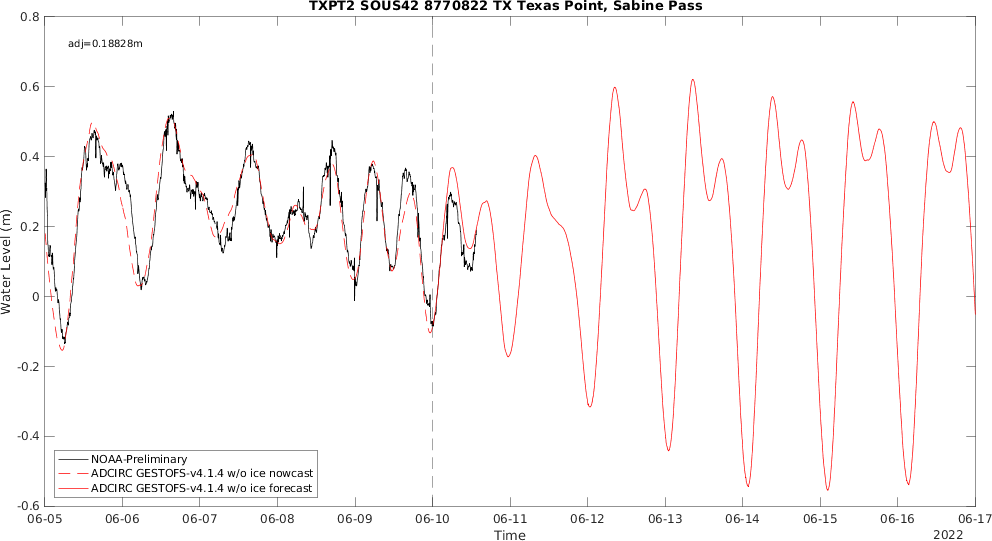 TXPT2 SOUS42 8770822 TX Texas Point, Sabine Pass
adj=0.18828m
0.8
0.6
0.4
0.2
0
-0.2
-0.4
-0.6
Water Level (m)
NOAA-Preliminary
ADCIRC GESTOFS-v4.1.4 w/o ice nowcast
ADCIRC GESTOFS-v4.1.4 w/o ice forecast
06-05 06-06 06-07 06-08 06-09 06-10 06-11 06-12 06-13 06-14 06-15 06-16 06-17
Time
2022